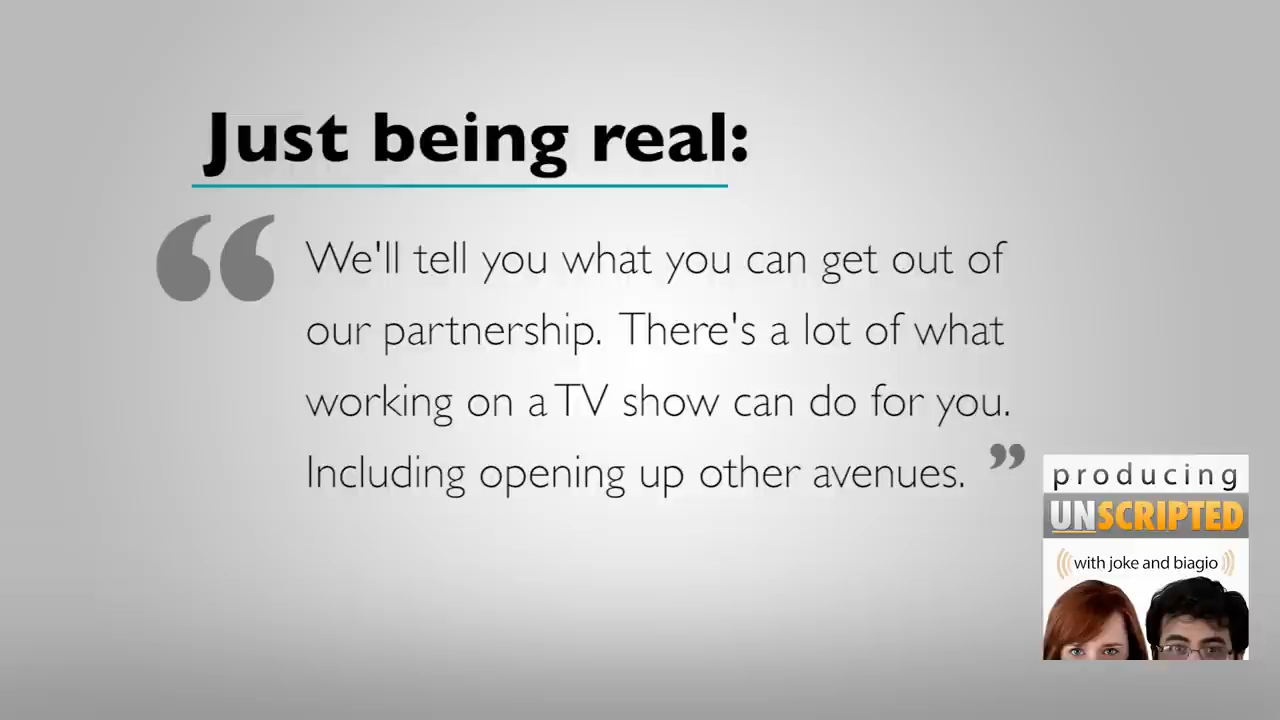 Just being real:
“ We'll tell you what you can get out of
our partnership. There's a lot of what
working on a TV show can do for you.
Including opening up other avenues. ”
producing
UNSCRIPTED
with joke and biagio